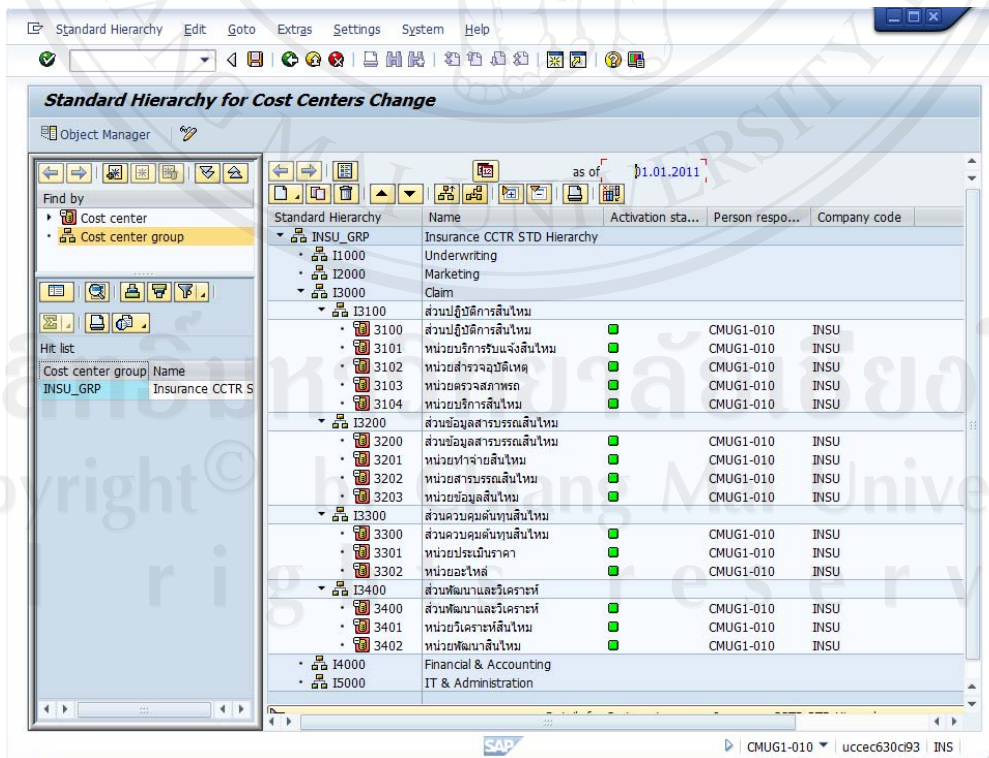 Standard Hierarchy Edit Goto Extras Settings System Help
Standard Hierarchy for Cost Centers Change
Object Manager
as of 01.01.2011
Find by
Cost center
Cost center group
Hit list
Cost center group Name
INSU_GRP Insurance CCTR S
Standard Hierarchy Name Activation sta... Person respo... Company code
INSU_GRP Insurance CCTR STD Hierarchy
I1000 Underwriting
I2000 Marketing
I3000 Claim
I3100 ส่วนปฏิบัติการสินไหม
3100 ส่วนปฏิบัติการสินไหม CMUG1-010 INSU
3101 หน่วยบริการรับแจ้งสินไหม CMUG1-010 INSU
3102 หน่วยสำรวจอุบัติเหตุ CMUG1-010 INSU
3103 หน่วยตรวจสภาพรถ CMUG1-010 INSU
3104 หน่วยบริการสินไหม CMUG1-010 INSU
I3200 ส่วนข้อมูลสารบรรณสินไหม
3200 ส่วนข้อมูลสารบรรณสินไหม CMUG1-010 INSU
3201 หน่วยทำจ่ายสินไหม CMUG1-010 INSU
3202 หน่วยสารบรรณสินไหม CMUG1-010 INSU
3203 หน่วยข้อมูลสินไหม CMUG1-010 INSU
I3300 ส่วนควบคุมต้นทุนสินไหม
3300 ส่วนควบคุมต้นทุนสินไหม CMUG1-010 INSU
3301 หน่วยประเมินราคา CMUG1-010 INSU
3302 หน่วยอะไหล่ CMUG1-010 INSU
I3400 ส่วนพัฒนาและวิเคราะห์
3400 ส่วนพัฒนาและวิเคราะห์ CMUG1-010 INSU
3401 หน่วยวิเคราะห์สินไหม CMUG1-010 INSU
3402 หน่วยพัฒนาสินไหม CMUG1-010 INSU
I4000 Financial & Accounting
I5000 IT & Administration
SAP CMUG1-010 uccec630ci93 INS